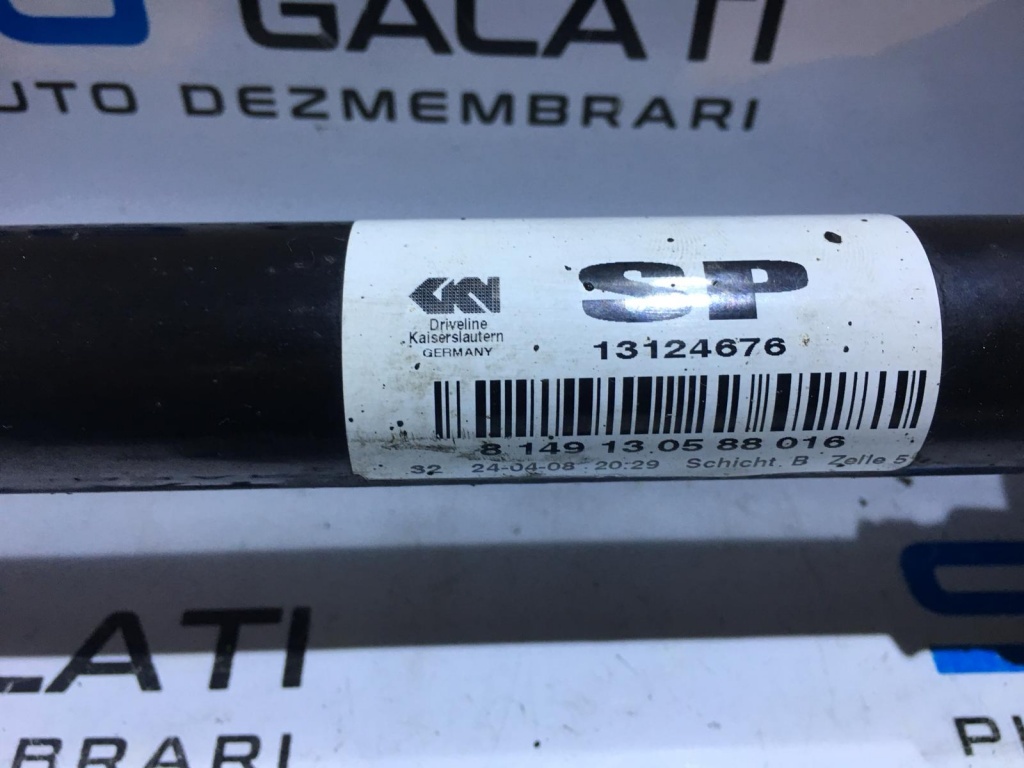 GALATI
UTO DEZMEMBRARI
GKN
Driveline
Kaiserslautern
GERMANY
SP
13124676
8 149 13 05 88 016
32 24-04-08 20:29 Schicht. B Zelle 5
LATI
MBRARI